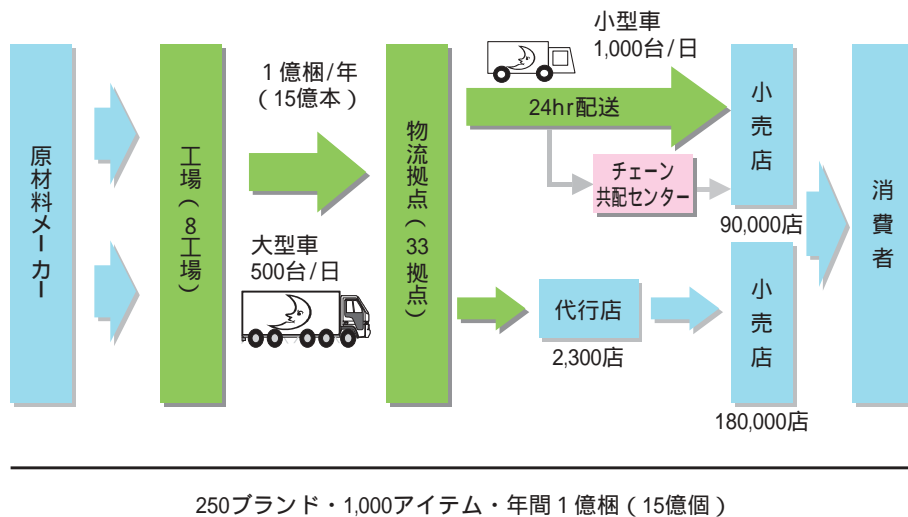 原材料メーカー
工場(8工場)
1億梱/年
(15億本)
大型車
500台/日
物流拠点(33拠点)
小型車
1,000台/日
24hr配送
チェーン
共配センター
小売店
90,000店
代行店
2,300店
小売店
180,000店
消費者
250ブランド・1,000アイテム・年間1億梱(15億個)